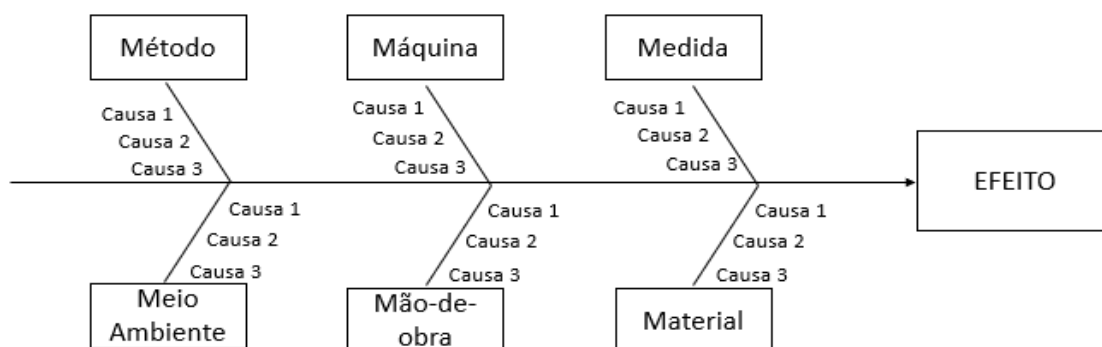 Método
Máquina
Medida
Causa 1
Causa 2
Causa 3
Causa 1
Causa 2
Causa 3
Causa 1
Causa 2
Causa 3
EFEITO
Causa 1
Causa 2
Causa 3
Causa 1
Causa 2
Causa 3
Causa 1
Causa 2
Causa 3
Meio
Ambiente
Mão-de-
obra
Material